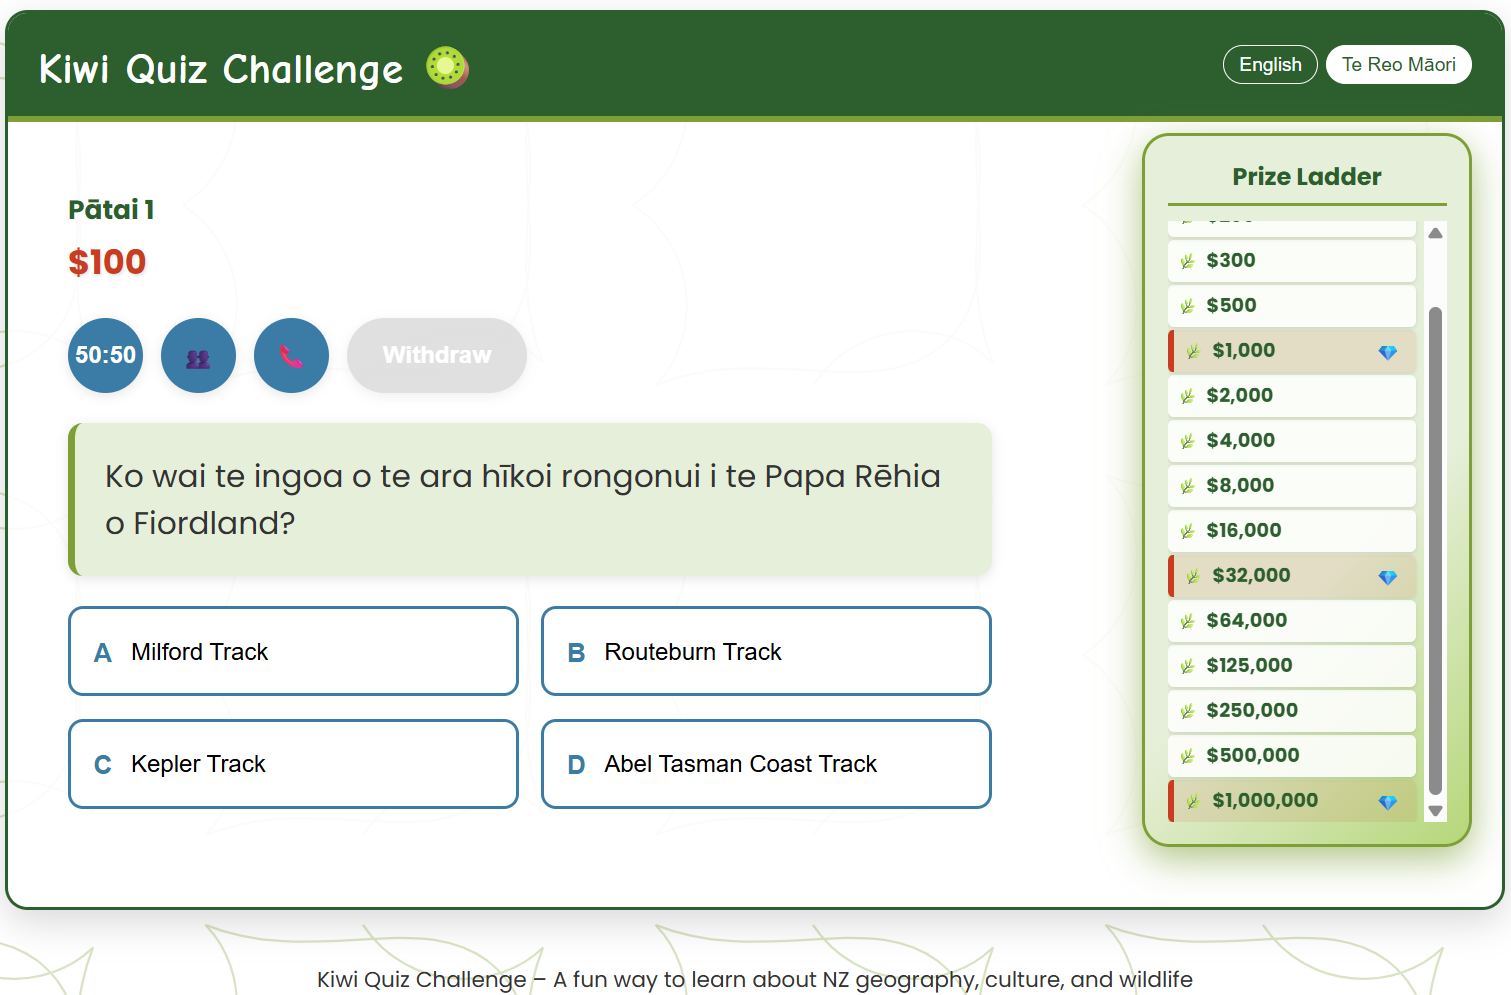 Kiwi Quiz Challenge
English
Te Reo Māori
Pātai 1
$100
50:50
Withdraw
Ko wai te ingoa o te ara hīkoi rongonui i te Papa Rēhia
o Fiordland?
A Milford Track
B Routeburn Track
C Kepler Track
D Abel Tasman Coast Track
Prize Ladder
$300
$500
$1,000
$2,000
$4,000
$8,000
$16,000
$32,000
$64,000
$125,000
$250,000
$500,000
$1,000,000
Kiwi Quiz Challenge – A fun way to learn about NZ geography, culture, and wildlife